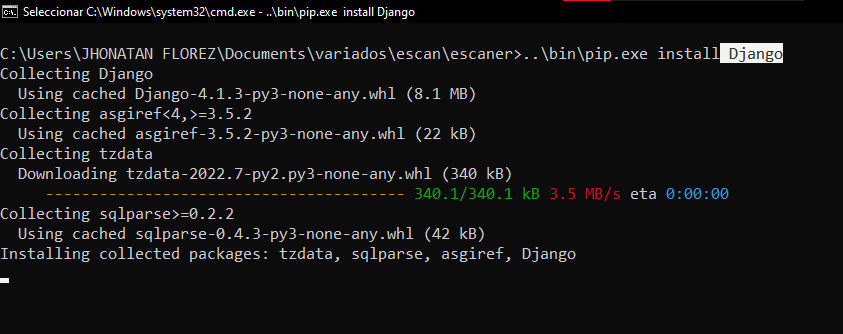 Seleccionar C:\Windows\system32\cmd.exe - ..\bin\pip.exe install Django
C:\Users\JHONATAN FLOREZ\Documents\variados\escan\escaner>..\bin\pip.exe install Django
Collecting Django
  Using cached Django-4.1.3-py3-none-any.whl (8.1 MB)
Collecting asgiref<4,>=3.5.2
  Using cached asgiref-3.5.2-py3-none-any.whl (22 kB)
Collecting tzdata
  Downloading tzdata-2022.7-py2.py3-none-any.whl (340 kB)
     ---------------------------------------- 340.1/340.1 kB 3.5 MB/s eta 0:00:00
Collecting sqlparse>=0.2.2
  Using cached sqlparse-0.4.3-py3-none-any.whl (42 kB)
Installing collected packages: tzdata, sqlparse, asgiref, Django